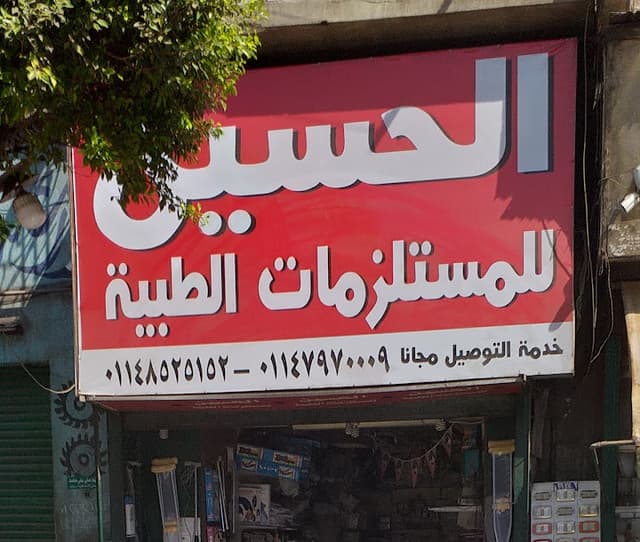 الحسين
للمستلزمات الطبية
خدمة التوصيل مجانا ٠١١٤٧٩٧٠٠٠٩ – ٠١١٤٨٥٢٥١٥٢